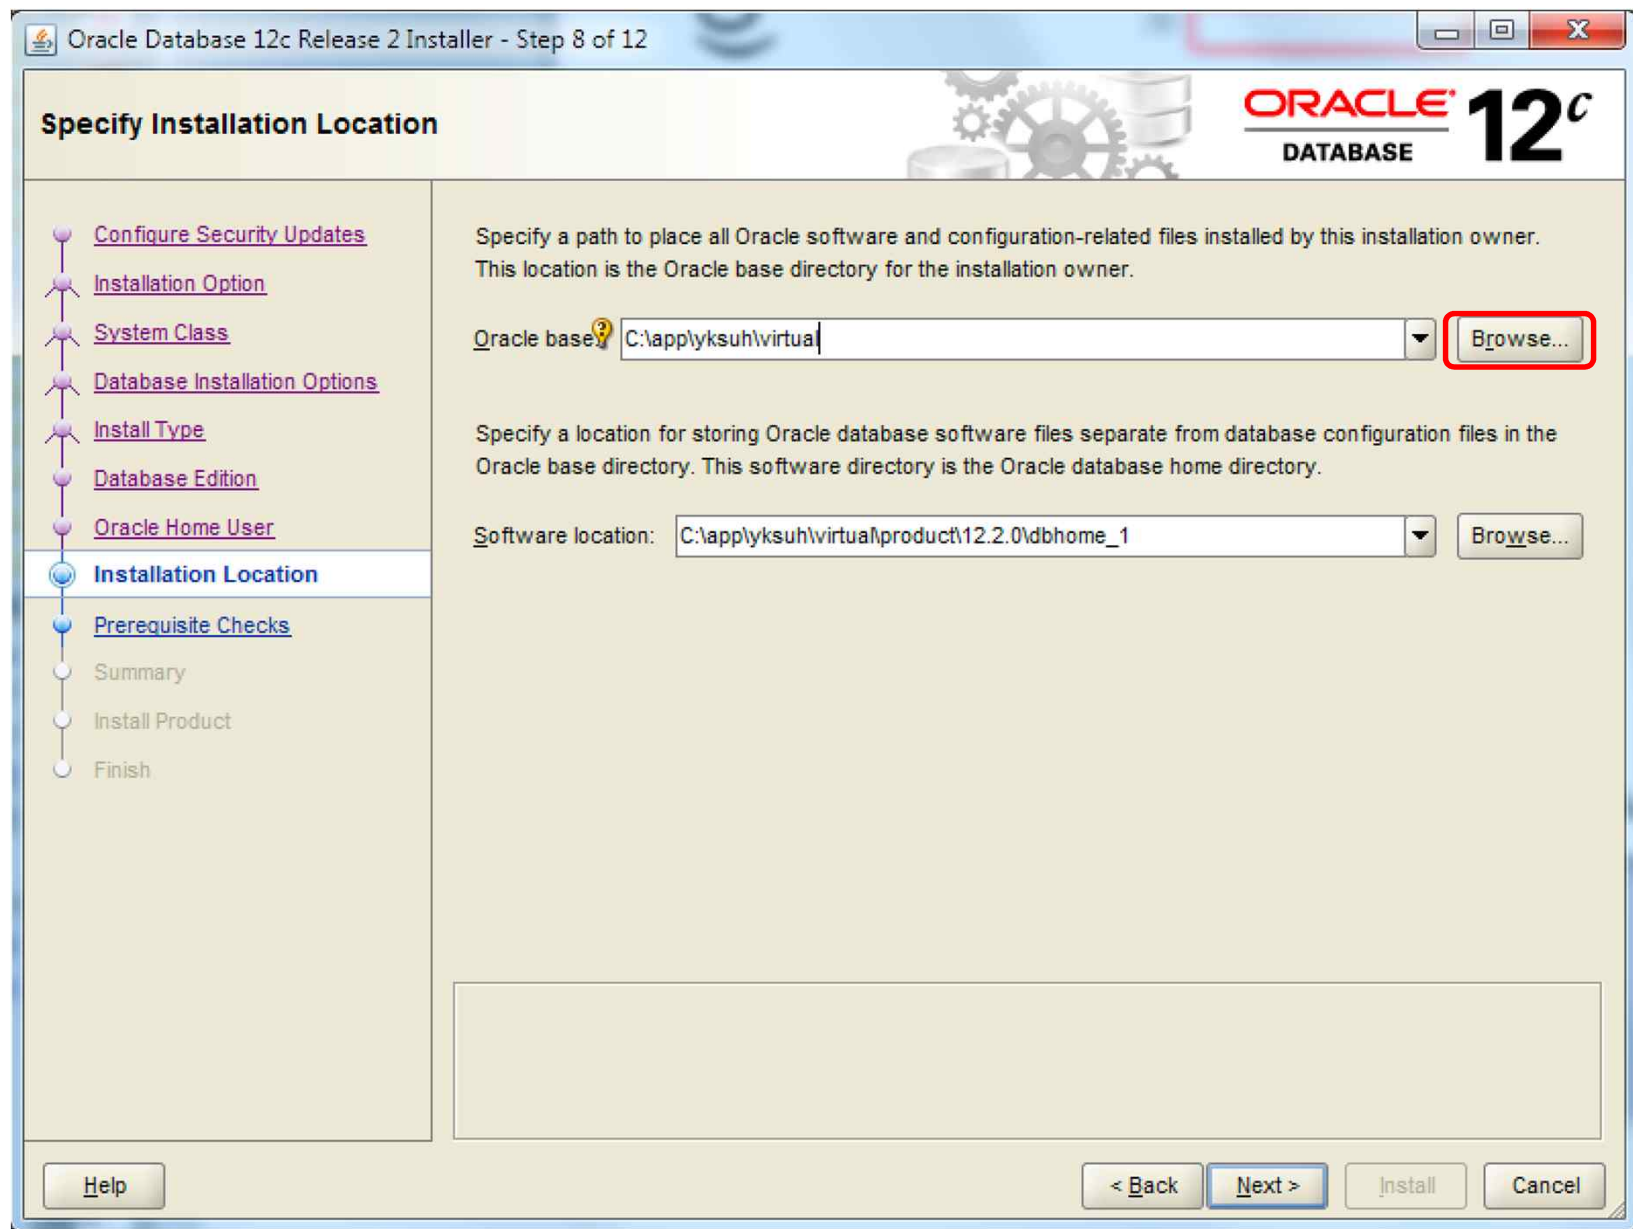 Oracle Database 12c Release 2 Installer - Step 8 of 12
Specify Installation Location
ORACLE
DATABASE
12c
Configure Security Updates
Installation Option
System Class
Database Installation Options
Install Type
Database Edition
Oracle Home User
Installation Location
Prerequisite Checks
Summary
Install Product
Finish
Specify a path to place all Oracle software and configuration-related files installed by this installation owner.
This location is the Oracle base directory for the installation owner.
Oracle base
C:\app\yksuh\virtual
Browse...
Specify a location for storing Oracle database software files separate from database configuration files in the
Oracle base directory. This software directory is the Oracle database home directory.
Software location:
C:\app\yksuh\virtual\product\12.2.0\dbhome_1
Browse...
Help
< Back
Next >
Install
Cancel